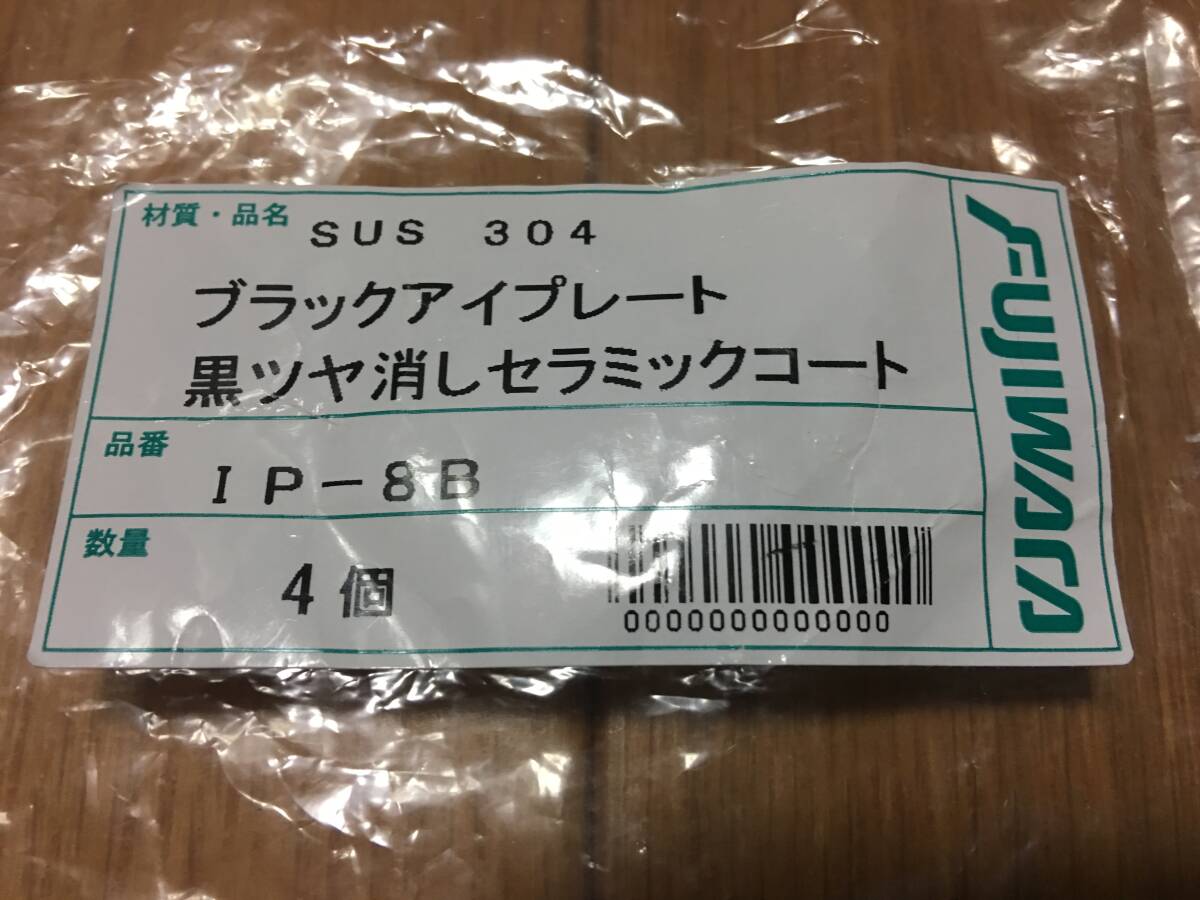 材質・品名 SUS 304
ブラックアイプレート
黒ツヤ消しセラミックコート
品番 IP-8B
数量 4個
0000000000000
FUJIWARA